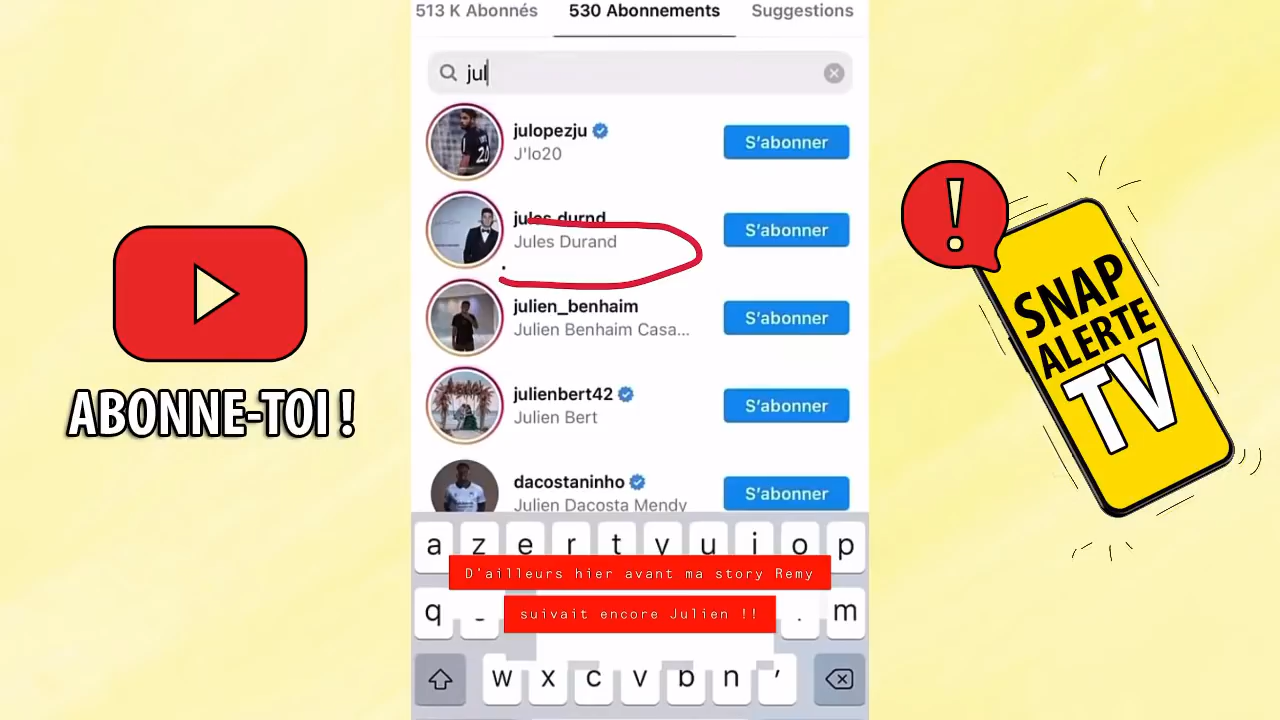 513 K Abonnés 530 Abonnements Suggestions
jul
julopezju
J'lo20
S'abonner
20
jules.durnd
Jules Durand
S'abonner
julien_benhaim
Julien Benhaim Casa...
S'abonner
julienbert42
Julien Bert
S'abonner
dacostaninho
Julien Dacosta Mendy
S'abonner
a z e r t y u i o p
D'ailleurs hier avant ma story Remy
suivait encore Julien !!
q m
w x c v b n ’
ABONNE-TOI !
!
SNAP
ALERTE
TV